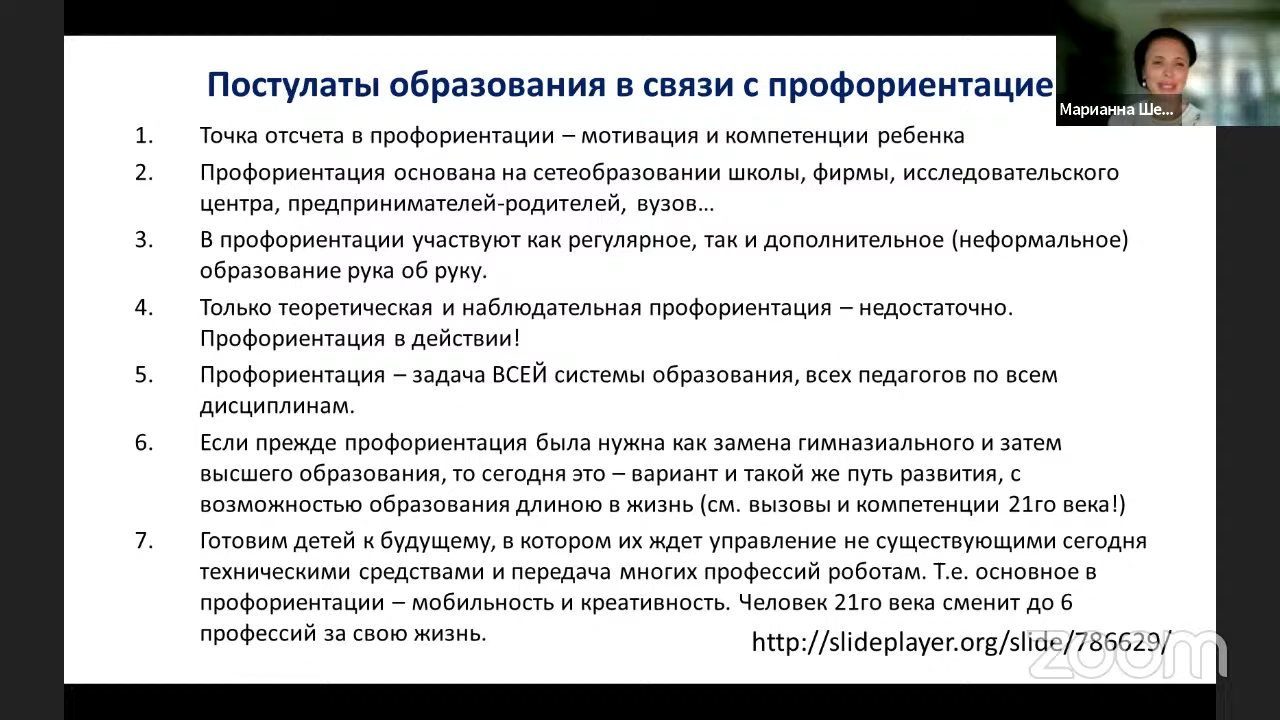 Постулаты образования в связи с профориентацие
Марианна Ше...
1. Точка отсчета в профориентации – мотивация и компетенции ребенка
2. Профориентация основана на сетеобразовании школы, фирмы, исследовательского
центра, предпринимателей-родителей, вузов...
3. В профориентации участвуют как регулярное, так и дополнительное (неформальное)
образование рука об руку.
4. Только теоретическая и наблюдательная профориентация – недостаточно.
Профориентация в действии!
5. Профориентация – задача ВСЕЙ системы образования, всех педагогов по всем
дисциплинам.
6. Если прежде профориентация была нужна как замена гимназиального и затем
высшего образования, то сегодня это – вариант и такой же путь развития, с
возможностью образования длиною в жизнь (см. вызовы и компетенции 21го века!)
7. Готовим детей к будущему, в котором их ждет управление не существующими сегодня
техническими средствами и передача многих профессий роботам. Т.е. основное в
профориентации – мобильность и креативность. Человек 21го века сменит до 6
профессий за свою жизнь.
http://slideplayer.org/slide/786629/
zoom